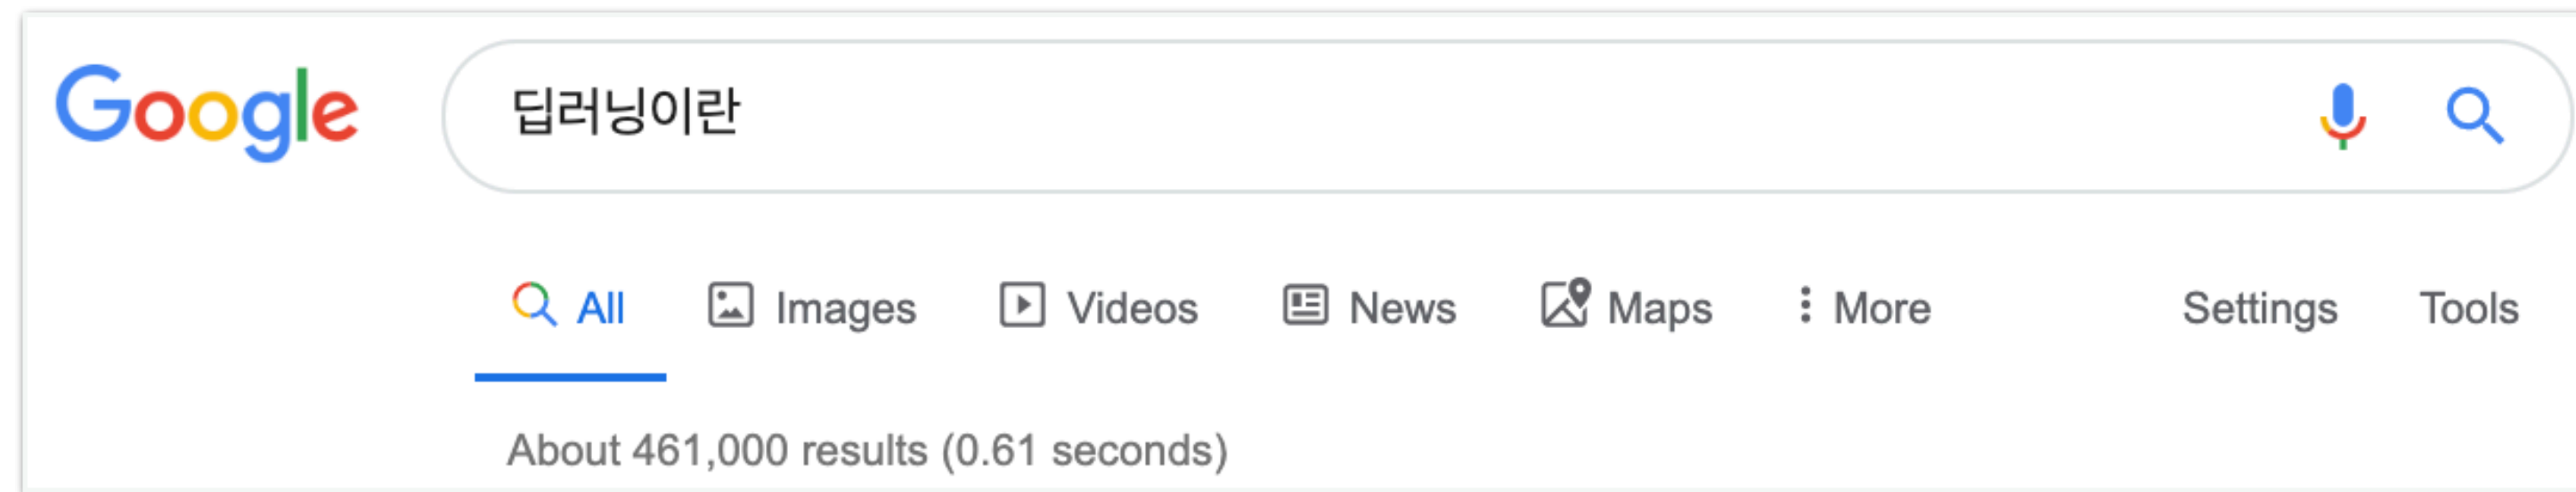 Google 딥러닝이란
All Images Videos News Maps More Settings Tools
About 461,000 results (0.61 seconds)